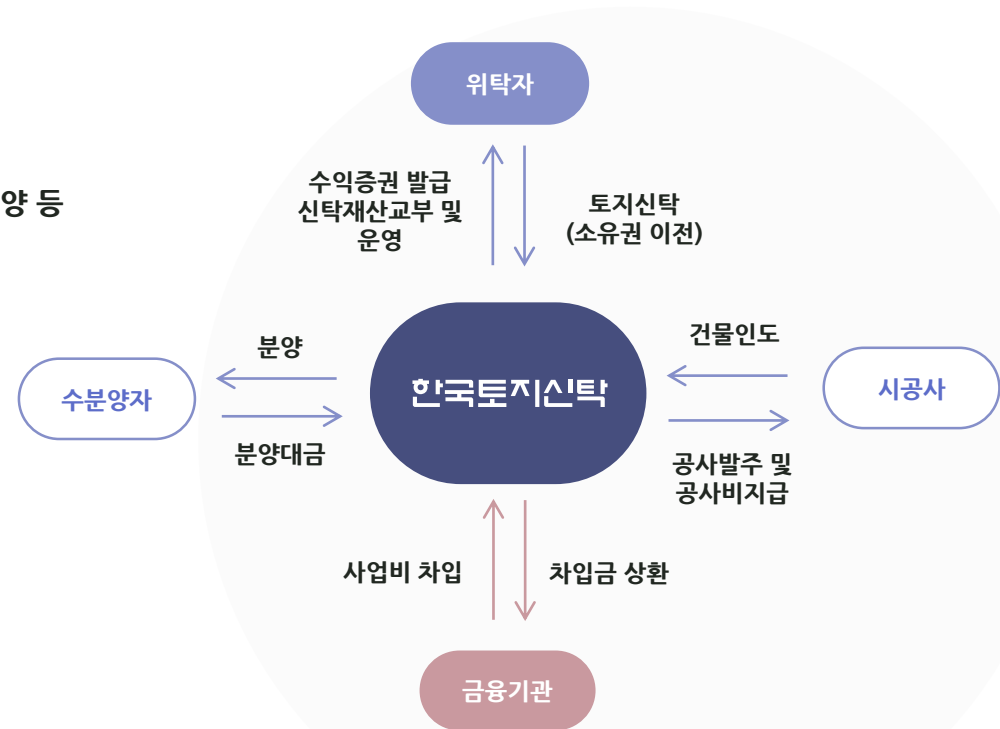 위탁자
수익증권 발급
신탁재산교부 및
운영
토지신탁
(소유권 이전)
양 등
분양
건물인도
수분양자
한국토지신탁
시공사
분양대금
공사발주 및
공사비지급
사업비 차입
차입금 상환
금융기관